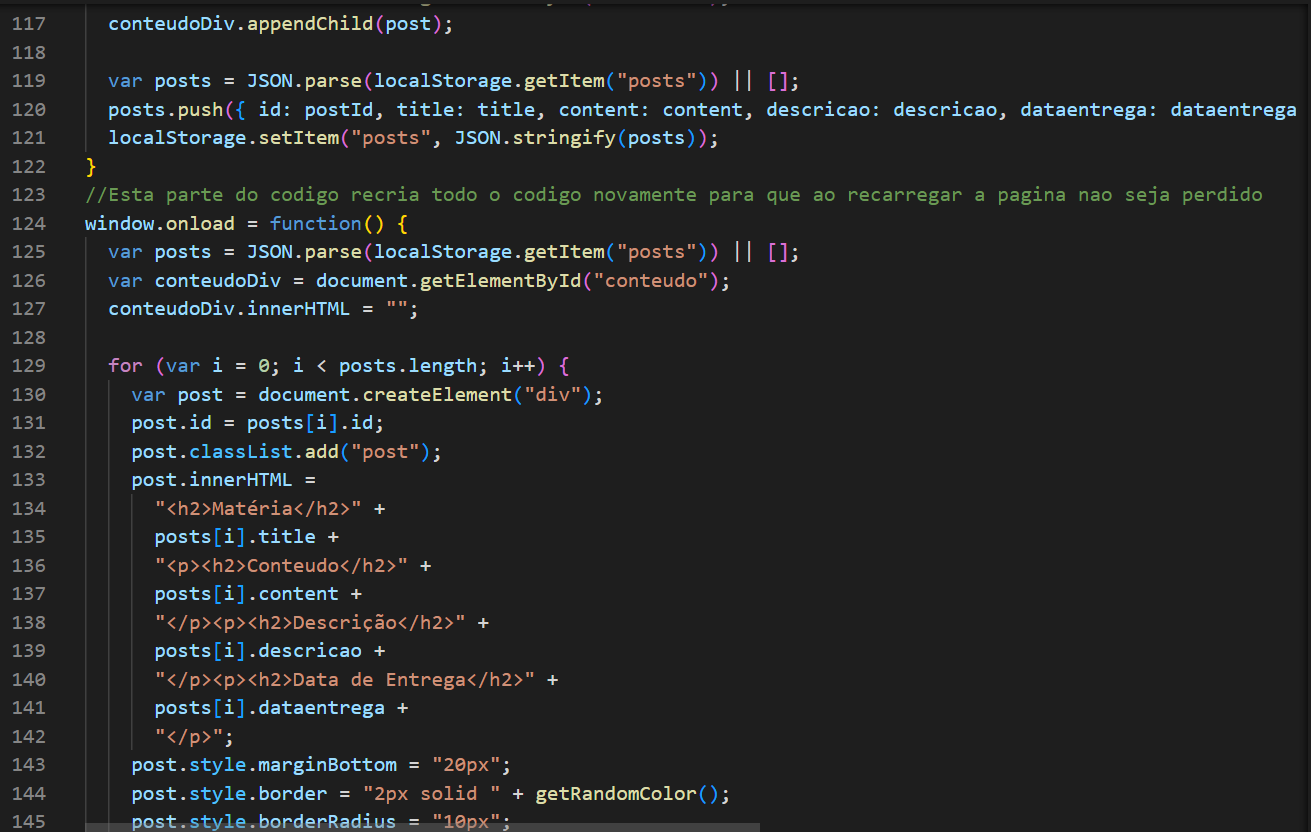 117 conteudoDiv.appendChild(post);
118
119 var posts = JSON.parse(localStorage.getItem("posts")) || [];
120 posts.push({ id: postId, title: title, content: content, descricao: descricao, dataentrega: dataentrega
121 localStorage.setItem("posts", JSON.stringify(posts));
122 }
123 //Esta parte do codigo recria todo o codigo novamente para que ao recarregar a pagina nao seja perdido
124 window.onload = function() {
125 var posts = JSON.parse(localStorage.getItem("posts")) || [];
126 var conteudoDiv = document.getElementById("conteudo");
127 conteudoDiv.innerHTML = "";
128
129 for (var i = 0; i < posts.length; i++) {
130 var post = document.createElement("div");
131 post.id = posts[i].id;
132 post.classList.add("post");
133 post.innerHTML =
134 "<h2>Matéria</h2>" +
135 posts[i].title +
136 "<p><h2>Conteudo</h2>" +
137 posts[i].content +
138 "</p><p><h2>Descrição</h2>" +
139 posts[i].descricao +
140 "</p><p><h2>Data de Entrega</h2>" +
141 posts[i].dataentrega +
142 "</p>";
143 post.style.marginBottom = "20px";
144 post.style.border = "2px solid " + getRandomColor();
145 post.style.borderRadius = "10px";